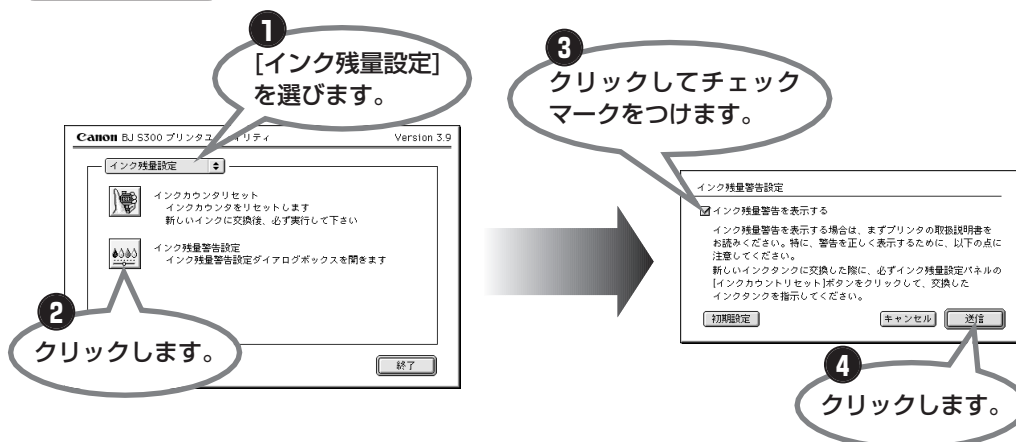 1
[インク残量設定]
を選びます。
Canon BJ S300 プリンタユーティリティ Version 3.9
インク残量設定
インクカウンタリセット
インクカウンタをリセットします
新しいインクに交換後、必ず実行して下さい
インク残量警告設定
インク残量警告設定ダイアログボックスを開きます
2
クリックします。
終了
3
クリックしてチェック
マークをつけます。
インク残量警告設定
インク残量警告を表示する
インク残量警告を表示する場合は、まずプリンタの取扱説明書を
お読みください。特に、警告を正しく表示するために、以下の点に
注意してください。
新しいインクタンクに交換した際に、必ずインク残量設定パネルの
[インクカウントリセット]ボタンをクリックして、交換した
インクタンクを指示してください。
初期設定 キャンセル 送信
4
クリックします。